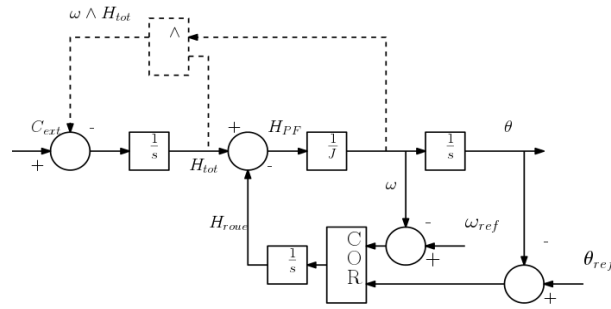 ω ∧ H_tot
∧
C_ext
-
+
1/s
H_tot
+
-
H_PF
1/J
1/s
θ
ω
H_roue
1/s
C
O
R
-
+
ω_ref
-
+
θ_ref